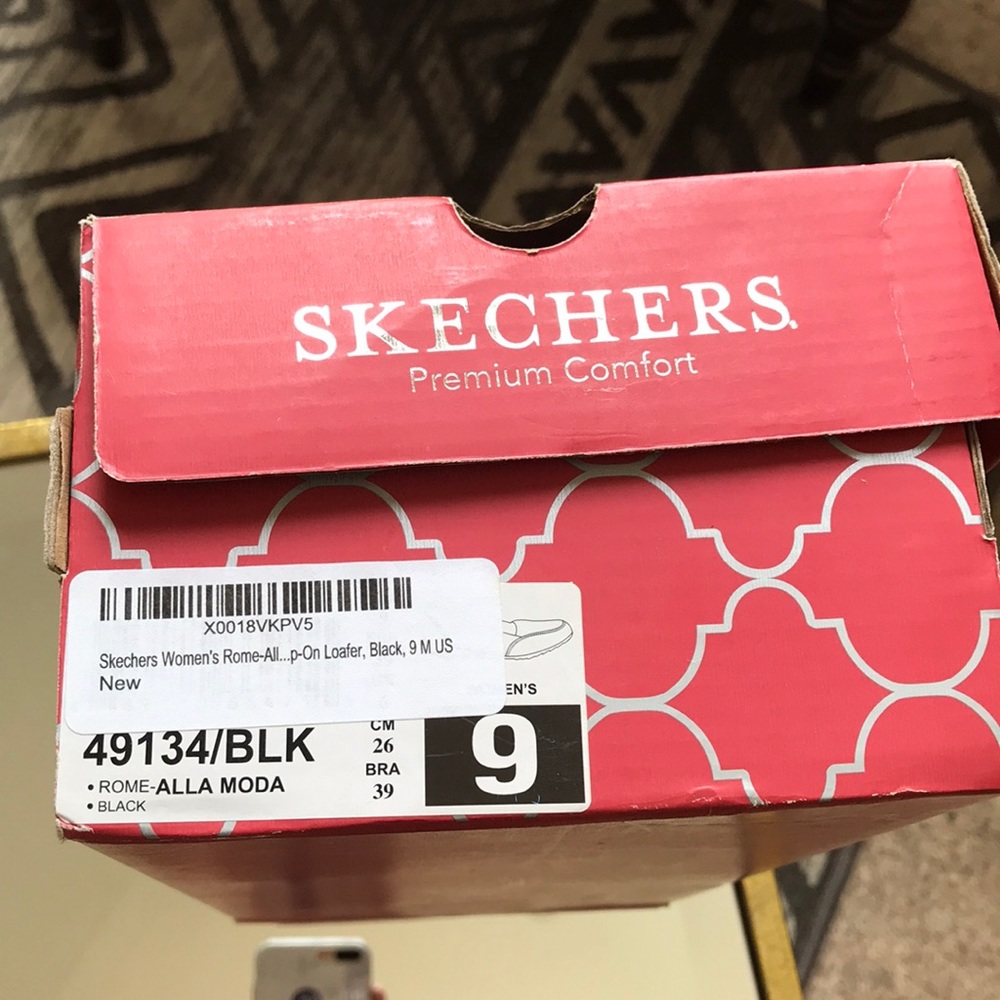 SKECHERS.
Premium Comfort
X0018VKPV5
Skechers Women's Rome-All...p-On Loafer, Black, 9 M US
New
EN'S
49134/BLK
• ROME-ALLA MODA
• BLACK
CM
26
BRA
39
9